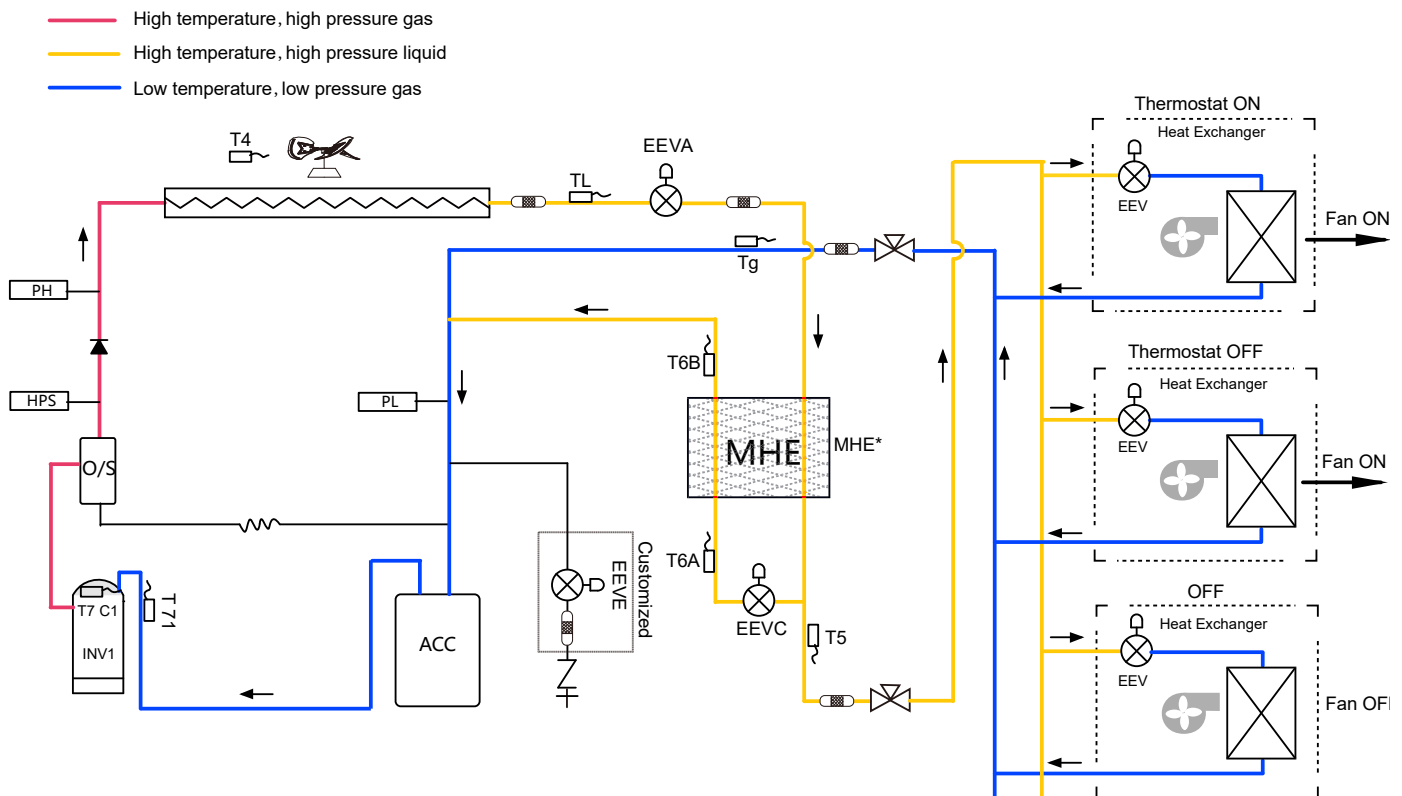 High temperature, high pressure gas
High temperature, high pressure liquid
Low temperature, low pressure gas
Thermostat ON
Heat Exchanger
EEV
Fan ON
T4
TL
EEVA
Tg
PH
HPS
O/S
PL
T6B
MHE
MHE*
T6A
EEVC
T5
Customized
EEVE
T7 C1
INV1
T71
ACC
Thermostat OFF
Heat Exchanger
EEV
Fan ON
OFF
Heat Exchanger
EEV
Fan OF